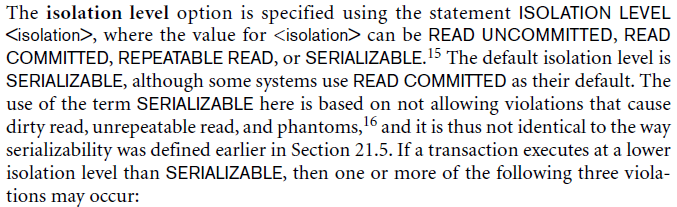 The isolation level option is specified using the statement ISOLATION LEVEL
<isolation>, where the value for <isolation> can be READ UNCOMMITTED, READ
COMMITTED, REPEATABLE READ, or SERIALIZABLE.15 The default isolation level is
SERIALIZABLE, although some systems use READ COMMITTED as their default. The
use of the term SERIALIZABLE here is based on not allowing violations that cause
dirty read, unrepeatable read, and phantoms,16 and it is thus not identical to the way
serializability was defined earlier in Section 21.5. If a transaction executes at a lower
isolation level than SERIALIZABLE, then one or more of the following three viola-
tions may occur: